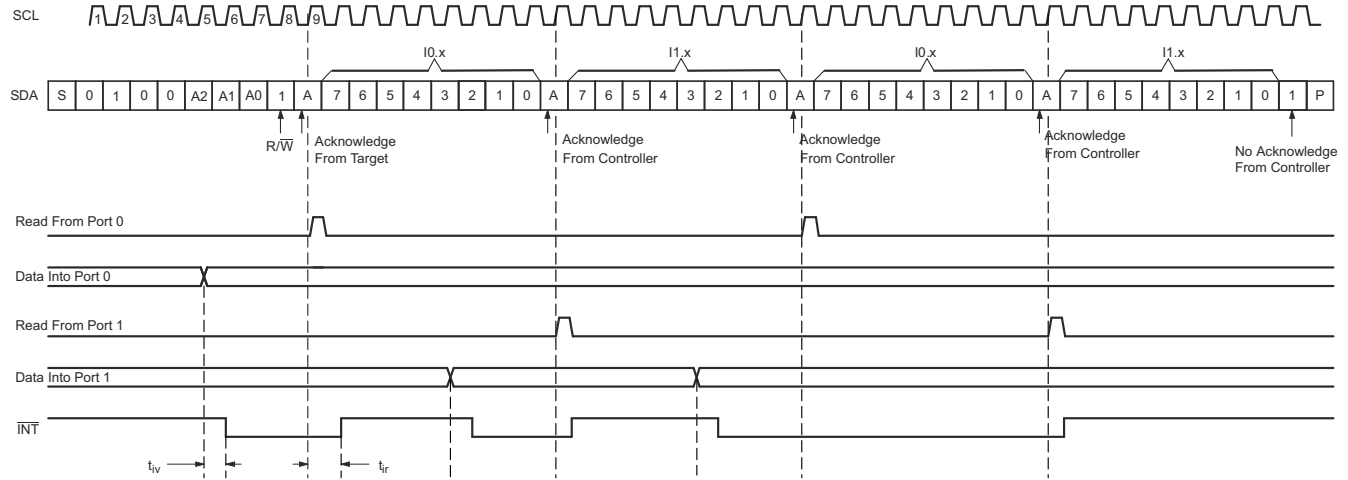 SCL 1 2 3 4 5 6 7 8 9
I0.x I1.x I0.x I1.x
SDA S 0 1 0 0 A2 A1 A0 1 A 7 6 5 4 3 2 1 0 A 7 6 5 4 3 2 1 0 A 7 6 5 4 3 2 1 0 A 7 6 5 4 3 2 1 0 1 P
R/W Acknowledge Acknowledge Acknowledge Acknowledge No Acknowledge
From Target From Controller From Controller From Controller From Controller
Read From Port 0
Data Into Port 0
Read From Port 1
Data Into Port 1
INT
tiv tir